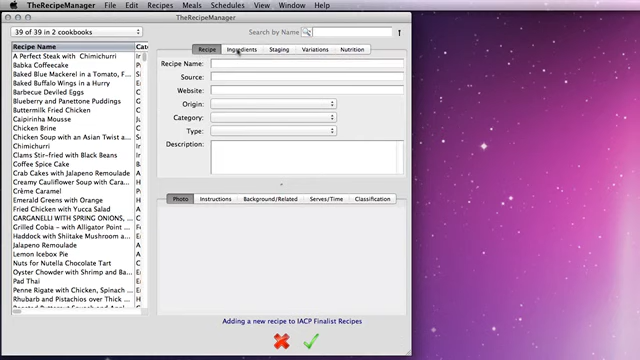 TheRecipeManager File Edit Recipes Meals Schedules View Window Help
TheRecipeManager
39 of 39 in 2 cookbooks
Search by Name
Recipe Ingredients Staging Variations Nutrition
Recipe Name
A Perfect Steak with Chimichurri
Babka Coffeecake
Baked Blue Mackerel in a Tomato, F...
Baked Buffalo Wings in a Hurry
Barbecue Deviled Eggs
Blueberry and Panettone Puddings
Buttermilk Fried Chicken
Caipirinha Mousse
Chicken Brine
Chicken Soup with an Asian Twist a
Chimichurri
Clams Stir-fried with Black Beans
Coffee Spice Cake
Crab Cakes with Jalapeno Remoulade
Creamy Cauliflower Soup with Cara...
Crème Caramel
Emerald Greens with Orange
Fried Chicken with Yucca Salad
GARGANELLI WITH SPRING ONIONS, ...
Grilled Cobia - with Alligator Point ...
Haddock with Shiitake Mushroom a...
Jalapeno Remoulade
Lemon Icebox Pie
Nuts for Nutella Chocolate Tart
Oyster Chowder with Shrimp and Ba...
Pad Thai
Penne Rigate with Chicken, Spinach ...
Rhubarb and Pistachios over Thick ...
Recipe Name:
Source:
Website:
Origin:
Category:
Type:
Description:
Photo Instructions Background/Related Serves/Time Classification
Adding a new recipe to IACP Finalist Recipes